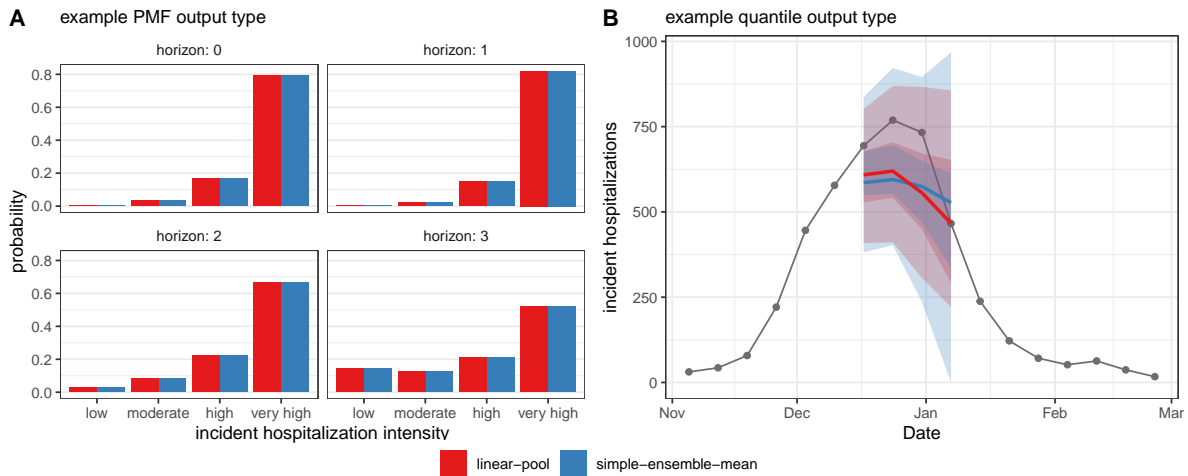 A example PMF output type
horizon: 0
horizon: 1
0.8
0.6
0.4
0.2
0.0
horizon: 2
horizon: 3
0.8
0.6
0.4
0.2
0.0
probability
low moderate high very high
low moderate high very high
incident hospitalization intensity
B example quantile output type
1000
750
500
250
0
incident hospitalizations
Nov Dec Jan Feb Mar
Date
linear−pool simple−ensemble−mean